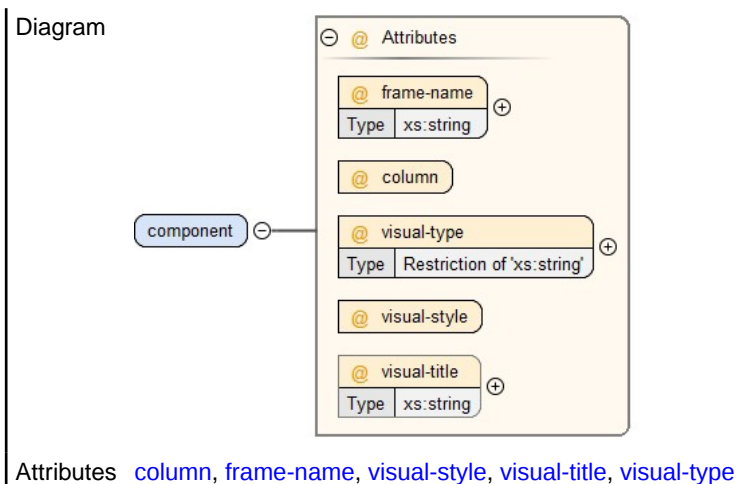 Diagram
@ Attributes
@ frame-name
Type xs:string
@ column
component
@ visual-type
Type Restriction of 'xs:string'
@ visual-style
@ visual-title
Type xs:string
Attributes column, frame-name, visual-style, visual-title, visual-type